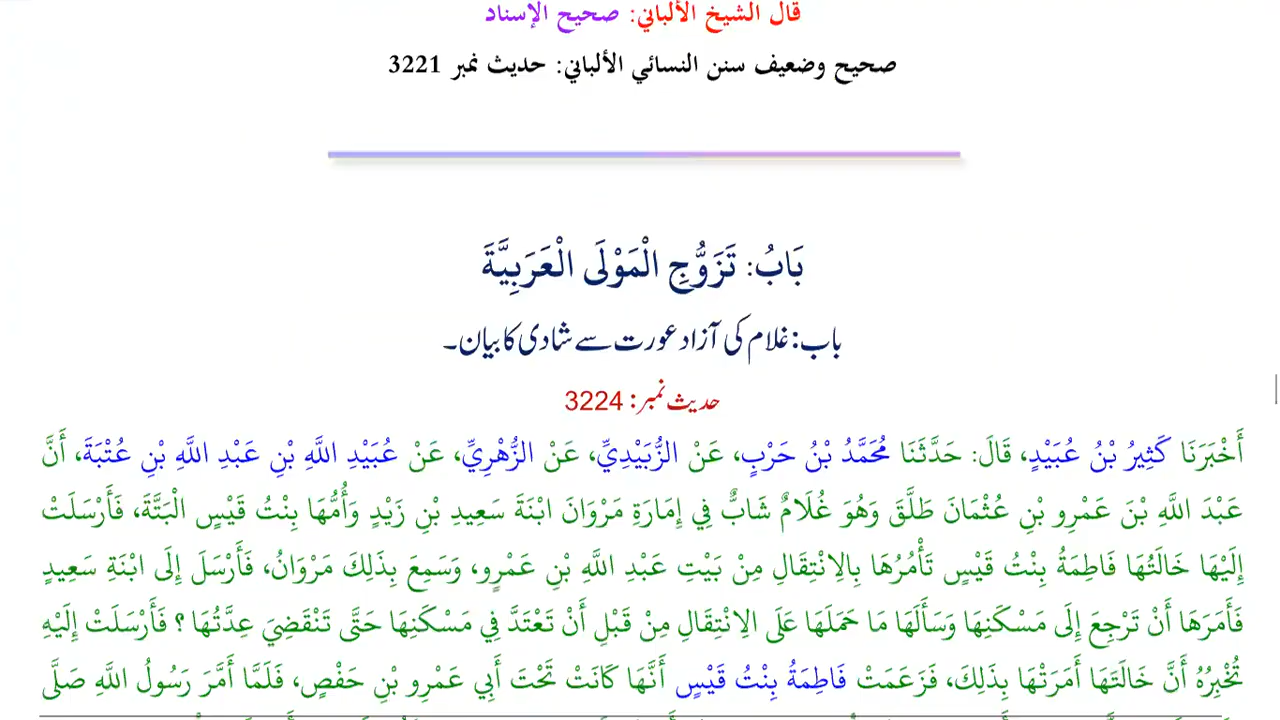 قال الشيخ الألباني: صحيح الإسناد
صحيح وضعيف سنن النسائي الألباني: حديث نمبر 3221
بَابُ: تَزَوُّجِ الْمَوْلَى الْعَرَبِيَّةَ
باب: غلام کی آزاد عورت سے شادی کا بیان۔
حدیث نمبر: 3224
أَخْبَرَنَا كَثِيرُ بْنُ عُبَيْدٍ، قَالَ: حَدَّثَنَا مُحَمَّدُ بْنُ حَرْبٍ، عَنْ الزُّبَيْدِيِّ، عَنْ الزُّهْرِيِّ، عَنْ عُبَيْدِ اللَّهِ بْنِ عَبْدِ اللَّهِ بْنِ عُتْبَةَ، أَنَّ
عَبْدَ اللَّهِ بْنَ عَمْرِو بْنِ عُثْمَانَ طَلَّقَ وَهُوَ غُلَامٌ شَابٌّ فِي إِمَارَةِ مَرْوَانَ ابْنَةَ سَعِيدِ بْنِ زَيْدٍ وَأُمُّهَا بِنْتُ قَيْسٍ الْبَتَّةَ، فَأَرْسَلَتْ
إِلَيْهَا خَالَتُهَا فَاطِمَةُ بِنْتُ قَيْسٍ تَأْمُرُهَا بِالِانْتِقَالِ مِنْ بَيْتِ عَبْدِ اللَّهِ بْنِ عَمْرٍو، وَسَمِعَ بِذَلِكَ مَرْوَانُ، فَأَرْسَلَ إِلَى ابْنَةِ سَعِيدٍ
فَأَمَرَهَا أَنْ تَرْجِعَ إِلَى مَسْكَنِهَا وَسَأَلَهَا مَا حَمَلَهَا عَلَى الِانْتِقَالِ مِنْ قَبْلِ أَنْ تَعْتَدَّ فِي مَسْكَنِهَا حَتَّى تَنْقَضِيَ عِدَّتُهَا ؟ فَأَرْسَلَتْ إِلَيْهِ
تُخْبِرُهُ أَنَّ خَالَتَهَا أَمَرَتْهَا بِذَلِكَ، فَزَعَمَتْ فَاطِمَةُ بِنْتُ قَيْسٍ أَنَّهَا كَانَتْ تَحْتَ أَبِي عَمْرِو بْنِ حَفْصٍ، فَلَمَّا أَمَّرَ رَسُولُ اللَّهِ صَلَّى